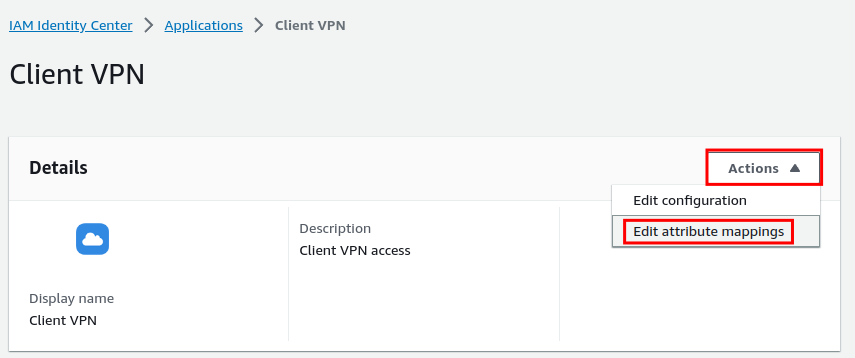 IAM Identity Center > Applications > Client VPN
Client VPN
Details
Actions
Edit configuration
Edit attribute mappings
Description
Client VPN access
Display name
Client VPN